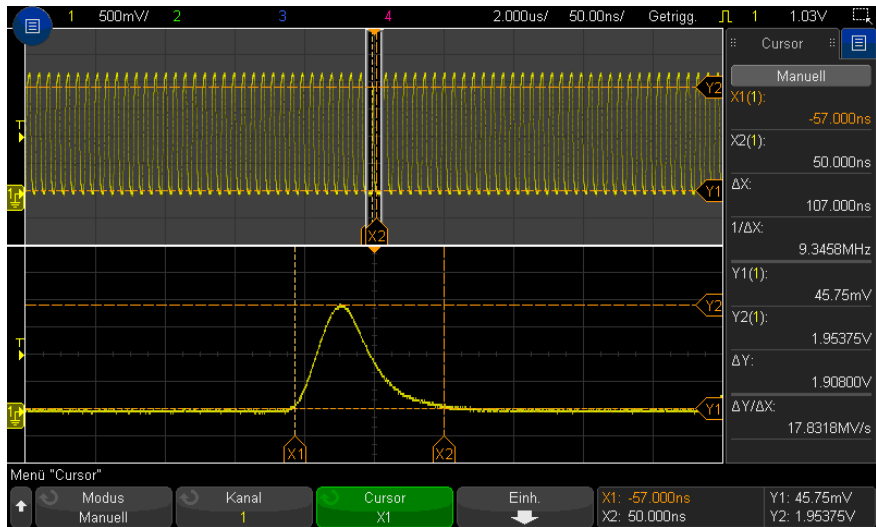 1 500mV/ 2 3 4 2.000us/ 50.00ns/ Getrigg. 1 1.03V
Cursor
Manuell
X1(1):
-57.000ns
X2(1):
50.000ns
ΔX:
107.000ns
1/ΔX:
9.3458MHz
Y1(1):
45.75mV
Y2(1):
1.95375V
ΔY:
1.90800V
ΔY/ΔX:
17.8318MV/s
Y2
T
1
Y1
X2
Y2
T
1
Y1
X1 X2
Menü "Cursor"
Modus
Manuell
Kanal
1
Cursor
X1
Einh.
X1: -57.000ns
X2: 50.000ns
Y1: 45.75mV
Y2: 1.95375V